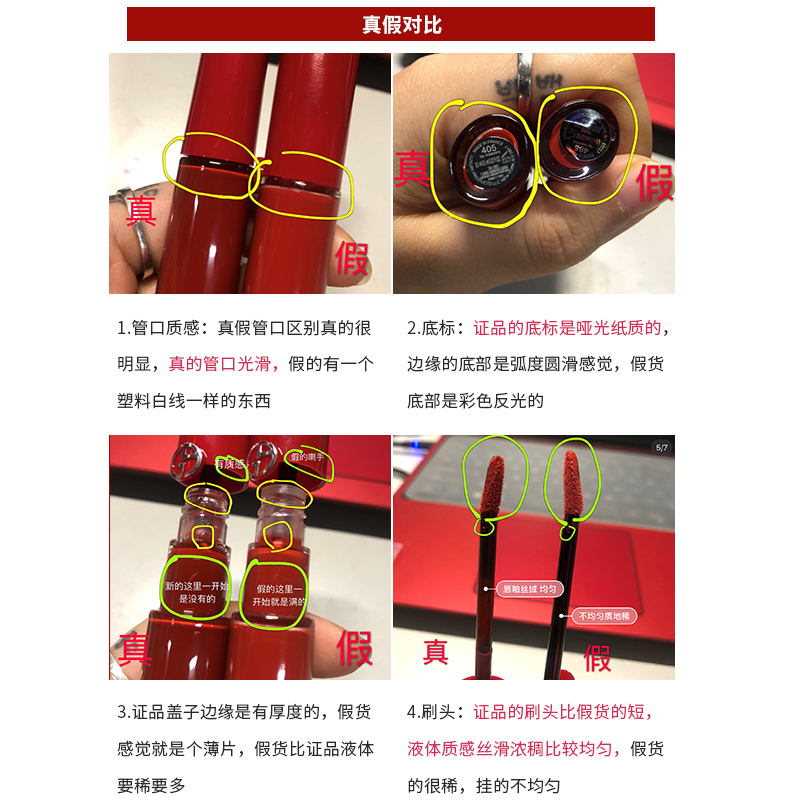 真假对比
真
假
1.管口质感：真假管口区别真的很
明显，真的管口光滑，假的有一个
塑料白线一样的东西
405
真
假
2.底标：证品的底标是哑光纸质的，
边缘的底部是弧度圆滑感觉，假货
底部是彩色反光的
有质感
假的喇手
新的这里一开始
是没有的
假的这里一
开始就是满的
真
假
3.证品盖子边缘是有厚度的，假货
感觉就是个薄片，假货比证品液体
要稀要多
5/7
唇釉丝绒 均匀
不均匀质地稀
真
假
4.刷头：证品的刷头比假货的短，
液体质感丝滑浓稠比较均匀，假货
的很稀，挂的不均匀